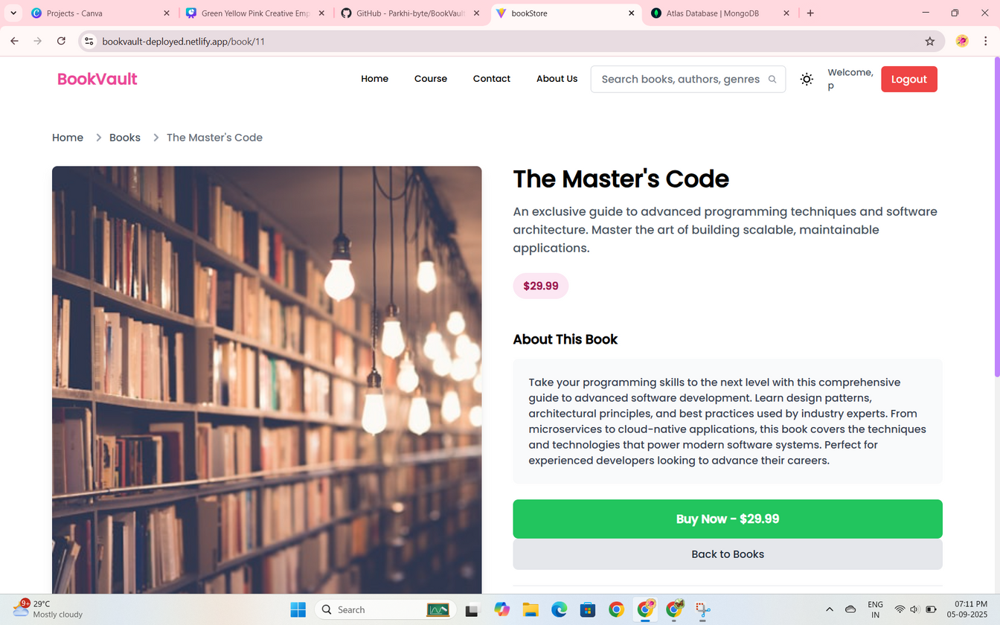 Projects - Canva
Green Yellow Pink Creative Emp
GitHub - Parkhi-byte/BookVault
bookStore
Atlas Database | MongoDB
bookvault-deployed.netlify.app/book/11
BookVault
Home
Course
Contact
About Us
Search books, authors, genres
Welcome,
p
Logout
Home
Books
The Master's Code
The Master's Code
An exclusive guide to advanced programming techniques and software
architecture. Master the art of building scalable, maintainable
applications.
$29.99
About This Book
Take your programming skills to the next level with this comprehensive
guide to advanced software development. Learn design patterns,
architectural principles, and best practices used by industry experts. From
microservices to cloud-native applications, this book covers the techniques
and technologies that power modern software systems. Perfect for
experienced developers looking to advance their careers.
Buy Now - $29.99
Back to Books
9+
29°C
Mostly cloudy
Search
ENG
IN
07:11 PM
05-09-2025